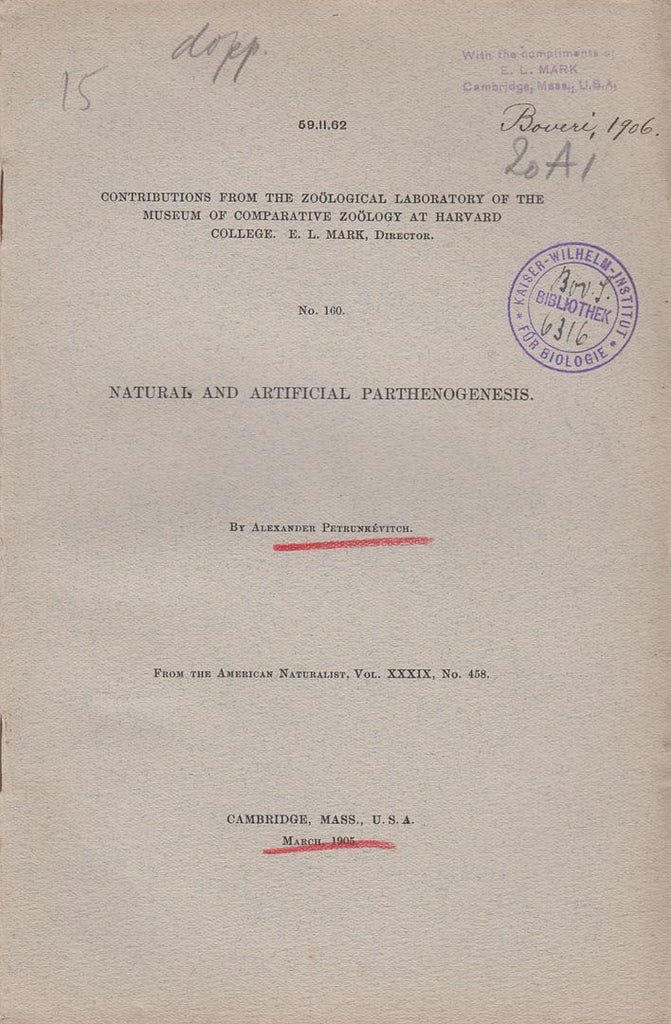 dopp.
15
With the compliments of
E. L. MARK
Cambridge, Mass., U.S.A.
59.11.62
Boveri, 1906.
20 A1
CONTRIBUTIONS FROM THE ZOÖLOGICAL LABORATORY OF THE
MUSEUM OF COMPARATIVE ZOÖLOGY AT HARVARD
COLLEGE. E. L. MARK, DIRECTOR.
* KAISER-WILHELM-INSTITUT *
FÜR BIOLOGIE
Bov. J.
BIBLIOTHEK
6316
No. 160.
NATURAL AND ARTIFICIAL PARTHENOGENESIS.
BY ALEXANDER PETRUNKÉVITCH.
FROM THE AMERICAN NATURALIST, VOL. XXXIX, No. 458.
CAMBRIDGE, MASS., U. S. A.
MARCH, 1905.